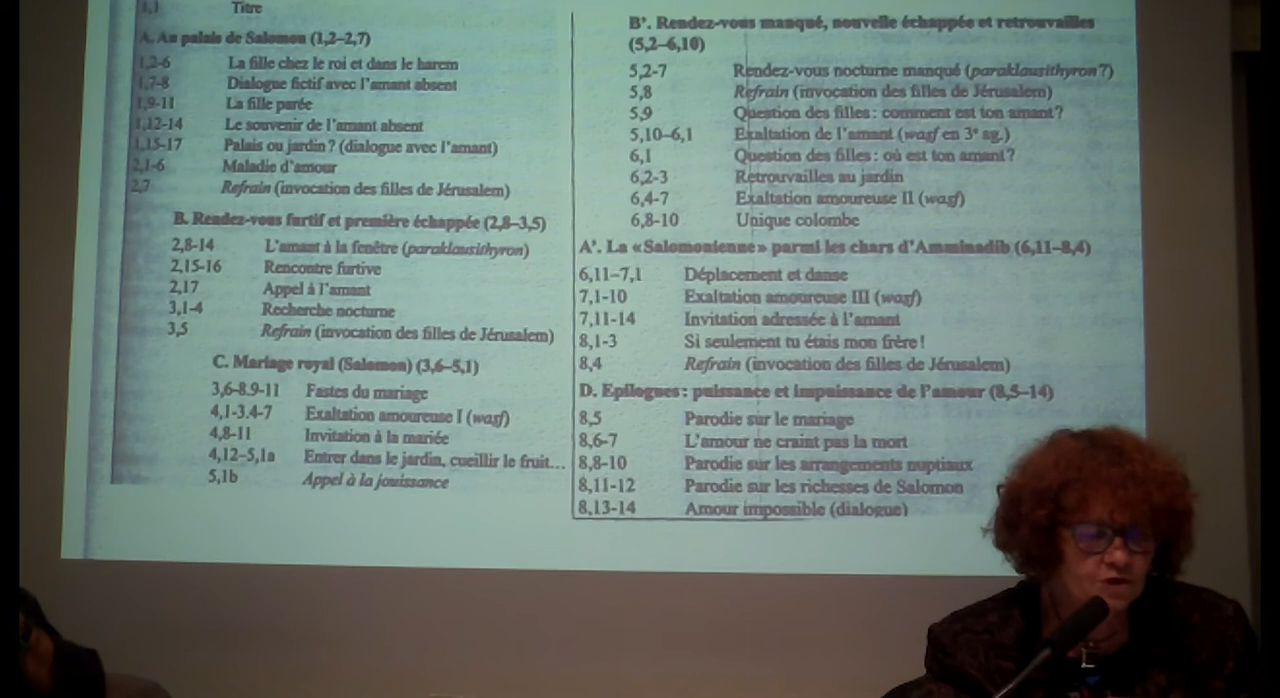 1,1 Titre
A. Au palais de Salomon (1,2–2,7)
1,2-6 La fille chez le roi et dans le harem
1,7-8 Dialogue fictif avec l'amant absent
1,9-11 La fille parée
1,12-14 Le souvenir de l'amant absent
1,15-17 Palais ou jardin ? (dialogue avec l'amant)
2,1-6 Maladie d'amour
2,7 Refrain (invocation des filles de Jérusalem)
B. Rendez-vous furtif et première échappée (2,8–3,5)
2,8-14 L'amant à la fenêtre (paraklausithyron)
2,15-16 Rencontre furtive
2,17 Appel à l'amant
3,1-4 Recherche nocturne
3,5 Refrain (invocation des filles de Jérusalem)
C. Mariage royal (Salomon) (3,6–5,1)
3,6-8.9-11 Fastes du mariage
4,1-3.4-7 Exaltation amoureuse I (wasf)
4,8-11 Invitation à la mariée
4,12–5,1a Entrer dans le jardin, cueillir le fruit...
5,1b Appel à la jouissance
B'. Rendez-vous manqué, nouvelle échappée et retrouvailles
(5,2–6,10)
5,2-7 Rendez-vous nocturne manqué (paraklausithyron ?)
5,8 Refrain (invocation des filles de Jérusalem)
5,9 Question des filles : comment est ton amant ?
5,10–6,1 Exaltation de l'amant (wasf en 3e sg.)
6,1 Question des filles : où est ton amant ?
6,2-3 Retrouvailles au jardin
6,4-7 Exaltation amoureuse II (wasf)
6,8-10 Unique colombe
A'. La «Salomonienne» parmi les chars d'Amminadib (6,11–8,4)
6,11–7,1 Déplacement et danse
7,1-10 Exaltation amoureuse III (wasf)
7,11-14 Invitation adressée à l'amant
8,1-3 Si seulement tu étais mon frère !
8,4 Refrain (invocation des filles de Jérusalem)
D. Epilogues : puissance et impuissance de l'amour (8,5–14)
8,5 Parodie sur le mariage
8,6-7 L'amour ne craint pas la mort
8,8-10 Parodie sur les arrangements nuptiaux
8,11-12 Parodie sur les richesses de Salomon
8,13-14 Amour impossible (dialogue)